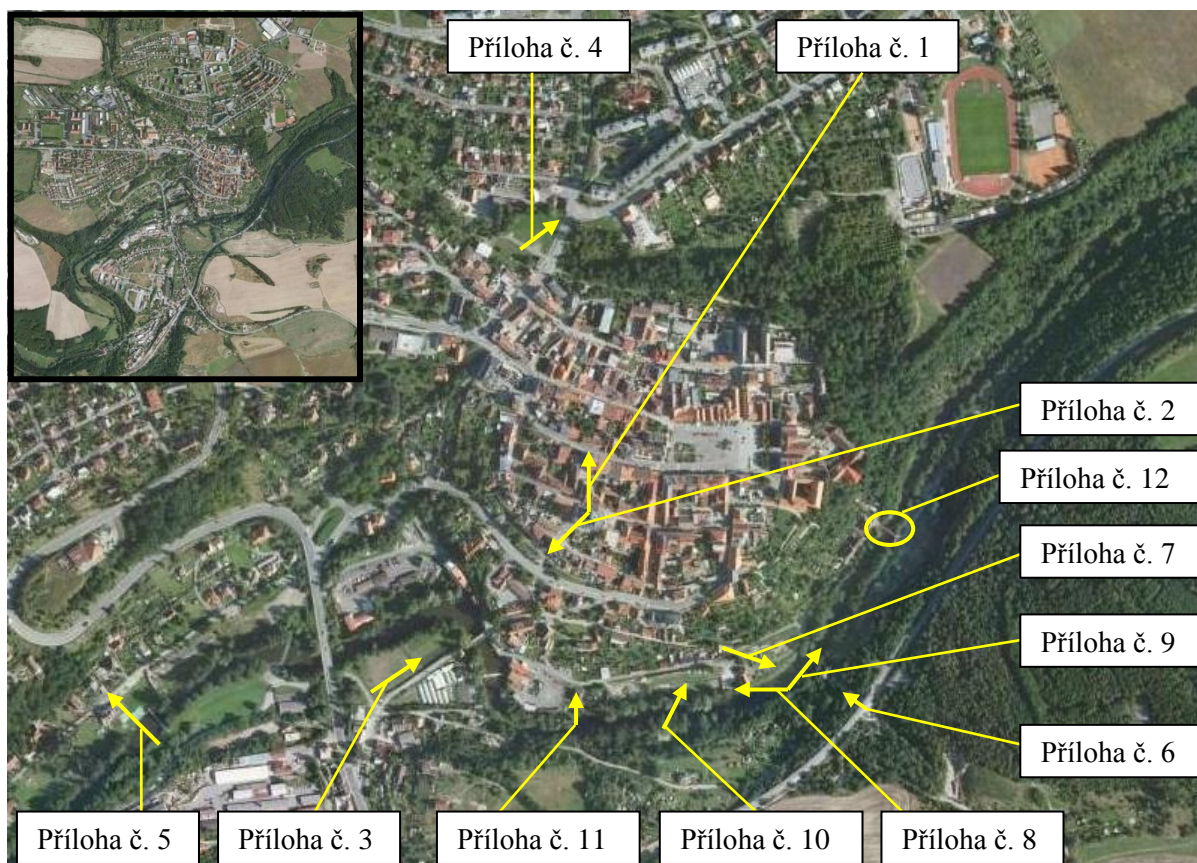 Příloha č. 4
Příloha č. 1
Příloha č. 2
Příloha č. 12
Příloha č. 7
Příloha č. 9
Příloha č. 6
Příloha č. 5
Příloha č. 3
Příloha č. 11
Příloha č. 10
Příloha č. 8